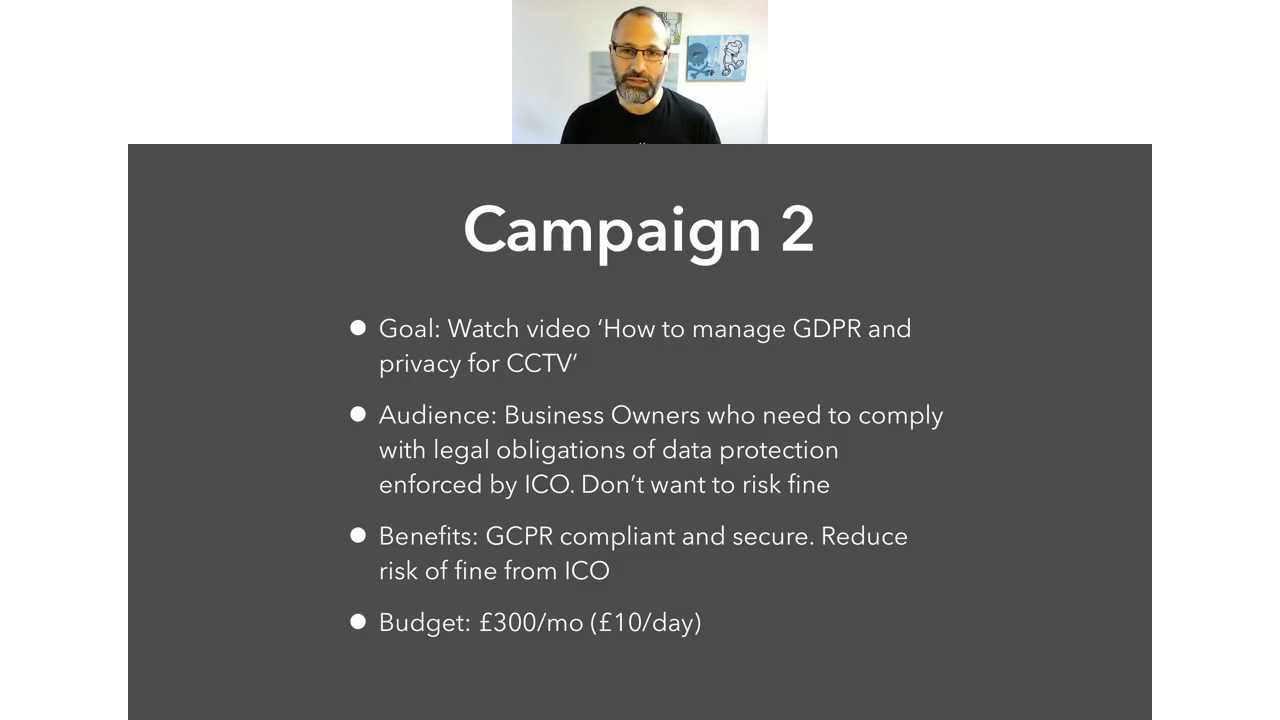 Campaign 2
● Goal: Watch video ‘How to manage GDPR and
privacy for CCTV’
● Audience: Business Owners who need to comply
with legal obligations of data protection
enforced by ICO. Don’t want to risk fine
● Benefits: GCPR compliant and secure. Reduce
risk of fine from ICO
● Budget: £300/mo (£10/day)